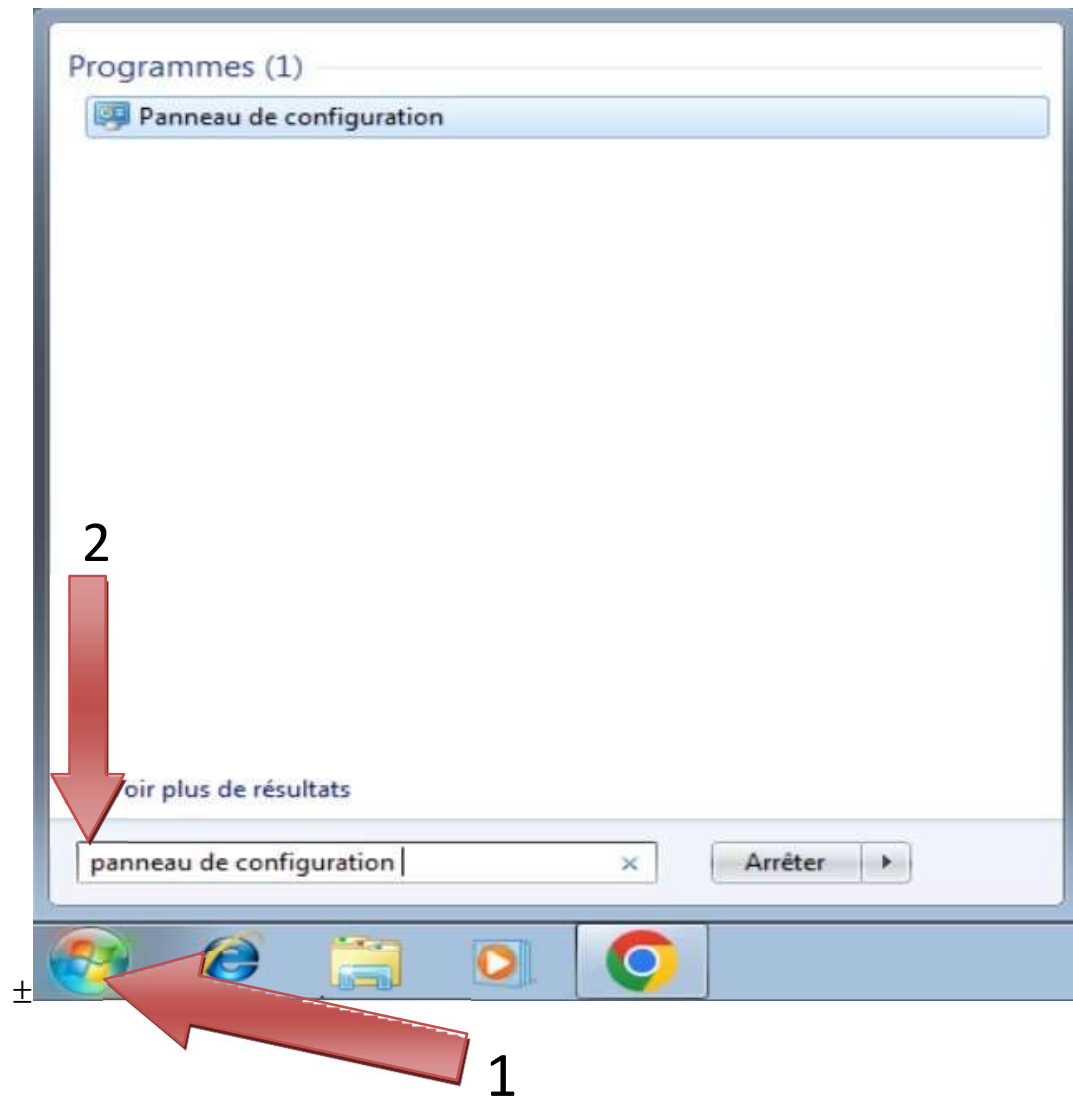 Programmes (1)
Panneau de configuration
2
oir plus de résultats
panneau de configuration
Arrêter
±
1